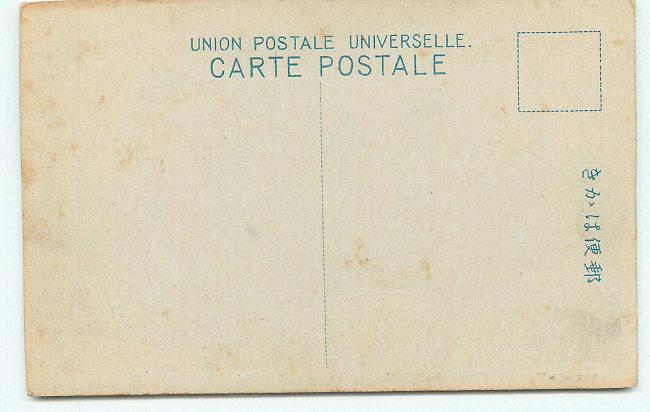 UNION POSTALE UNIVERSELLE.
CARTE POSTALE
郵便はかき